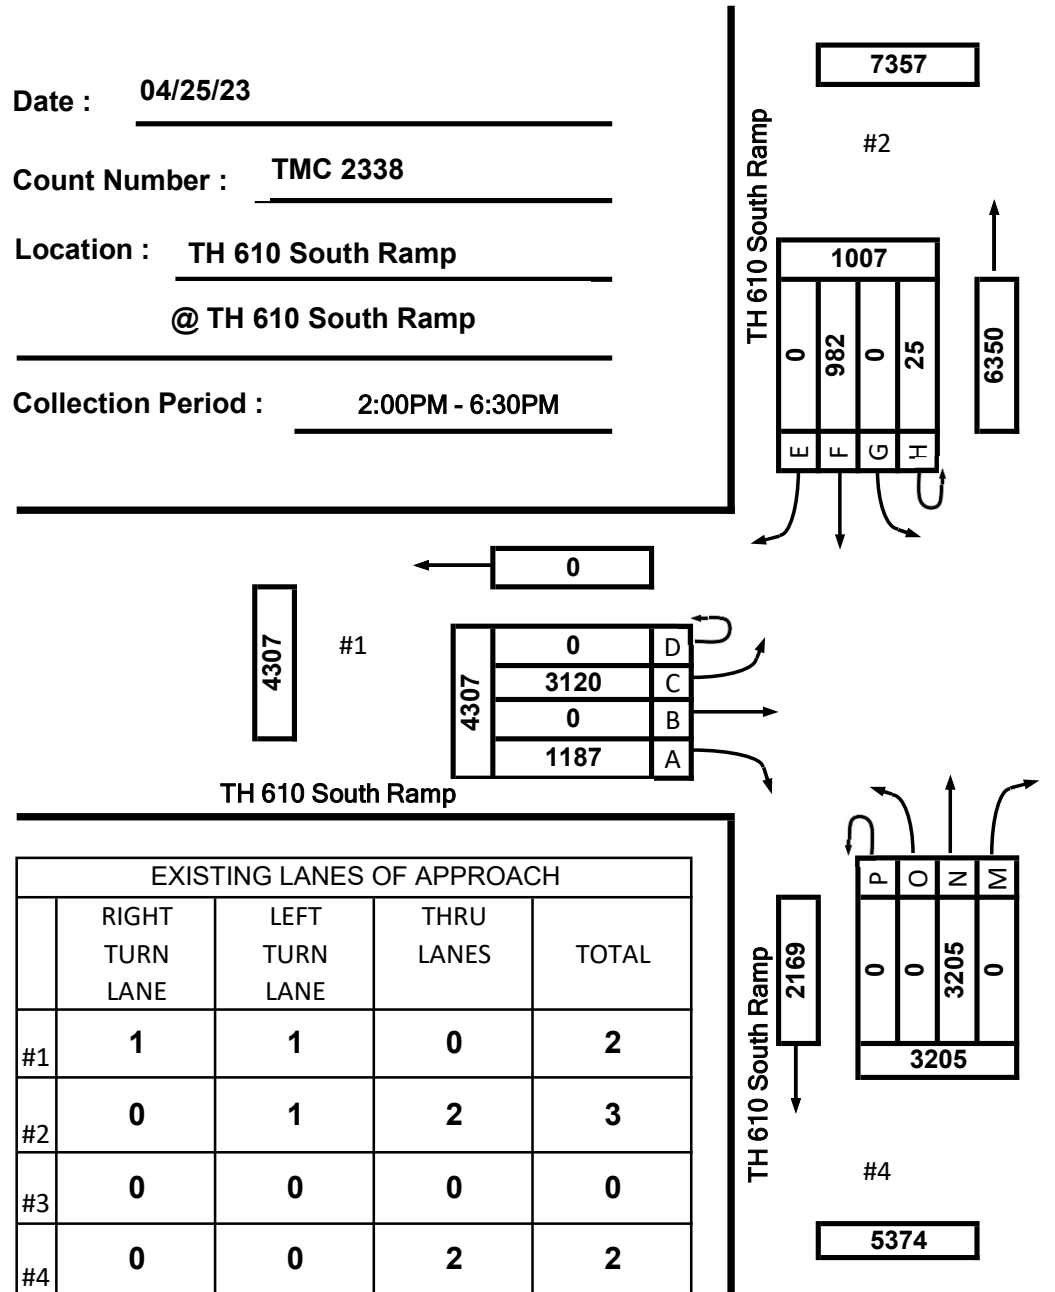 Date : 04/25/23
Count Number : TMC 2338
Location : TH 610 South Ramp
@ TH 610 South Ramp
Collection Period : 2:00PM - 6:30PM
7357
#2
TH 610 South Ramp
1007
0 982 0 25
E F G H
6350
0
4307
#1
4307
0 D
3120 C
0 B
1187 A
TH 610 South Ramp
EXISTING LANES OF APPROACH
RIGHT TURN LANE
LEFT TURN LANE
THRU LANES
TOTAL
#1 1 1 0 2
#2 0 1 2 3
#3 0 0 0 0
#4 0 0 2 2
TH 610 South Ramp
2169
P O N M
0 0 3205 0
3205
#4
5374